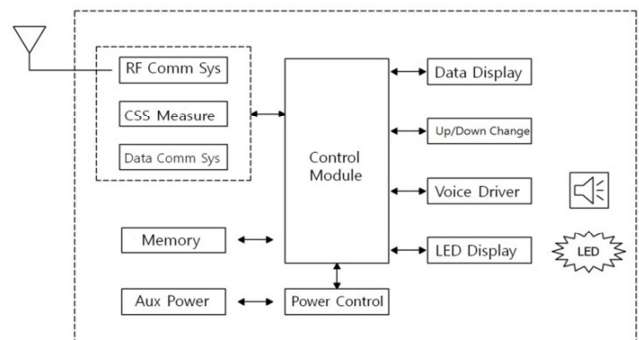 RF Comm Sys
CSS Measure
Data Comm Sys
Memory
Aux Power
Control
Module
Power Control
Data Display
Up/Down Change
Voice Driver
LED Display
LED